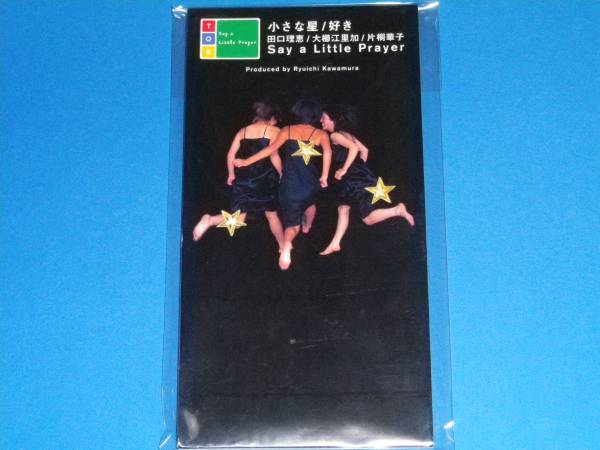 T
O
K
Say a
Little Prayer
小さな星/好き
田口理恵/大櫛江里加/片桐華子
Say a Little Prayer
Produced by Ryuichi Kawamura